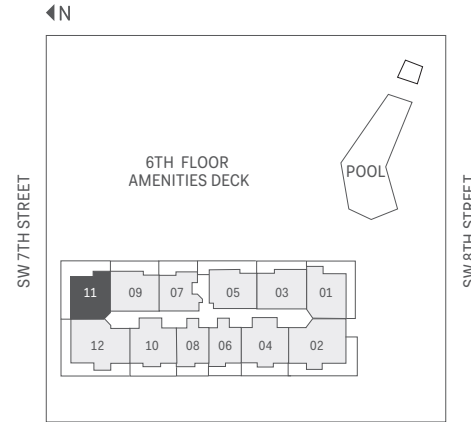 N
6TH FLOOR
AMENITIES DECK
POOL
SW 7TH STREET
SW 8TH STREET
11 09 07 05 03 01
12 10 08 06 04 02